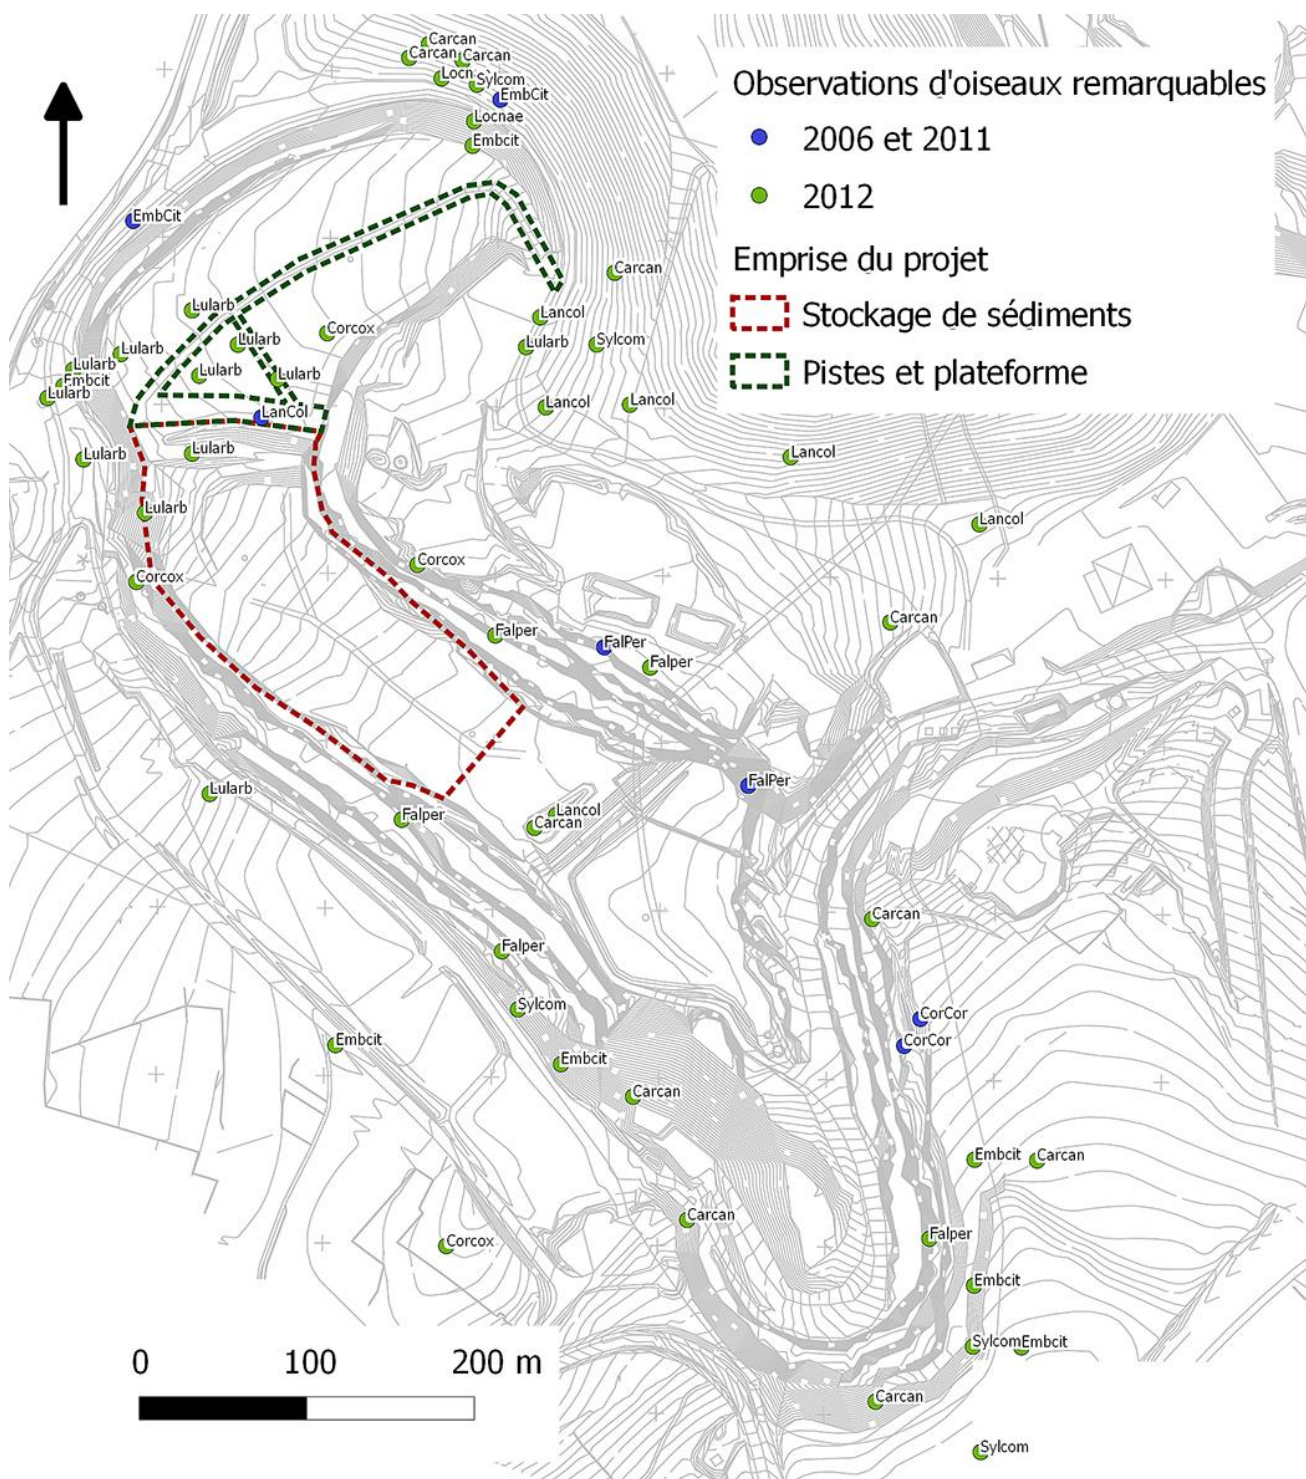 Carcan
Carcan Carcan
Locn
Sylcom
EmbCit
Locnae
Embcit
Observations d'oiseaux remarquables
2006 et 2011
2012
Emprise du projet
Stockage de sédiments
Pistes et plateforme
EmbCit
Carcan
Lularb
Lancol
Corcox
Lularb
Lularb
Sylcom
Lularb
Lularb
Lularb
Lularb
Embcit
Lularb
LanCol
Lancol
Lancol
Lularb
Lularb
Lancol
Lularb
Lancol
Corcox
Corcox
Carcan
Falper
FalPer
Falper
FalPer
Lularb
Falper
Lancol
Carcan
Carcan
Falper
Sylcom
CorCor
CorCor
Embcit
Embcit
Carcan
Embcit
Carcan
Carcan
Corcox
Falper
Embcit
Sylcom Embcit
0 100 200 m
Carcan
Sylcom